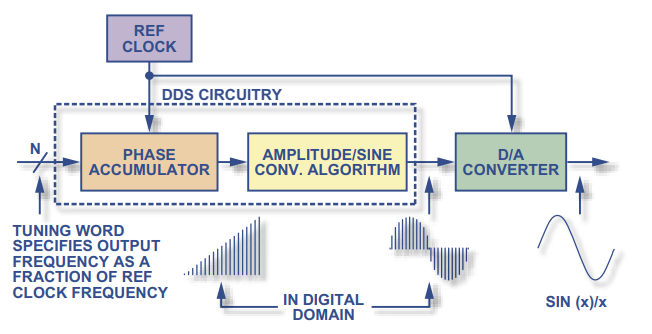 REF
CLOCK
DDS CIRCUITRY
N
PHASE
ACCUMULATOR
AMPLITUDE/SINE
CONV. ALGORITHM
D/A
CONVERTER
TUNING WORD
SPECIFIES OUTPUT
FREQUENCY AS A
FRACTION OF REF
CLOCK FREQUENCY
IN DIGITAL
DOMAIN
SIN (x)/x